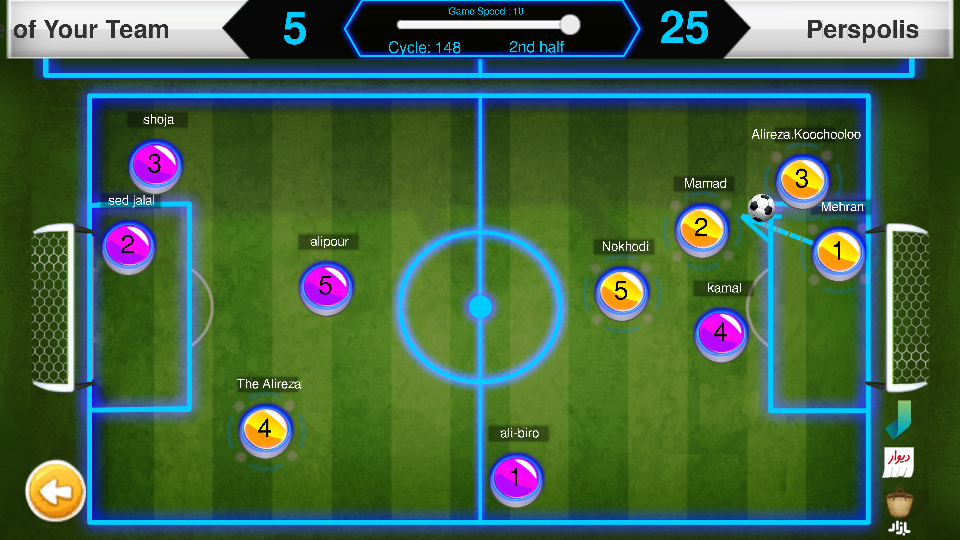 of Your Team
5
Game Speed : 10
Cycle: 148
2nd half
25
Perspolis
shoja
3
Alireza.Koochooloo
3
Mamad
2
sed jalal
2
Mehran
1
alipour
5
Nokhodi
5
kamal
4
The Alireza
4
ali-biro
1
دیوار
بازار